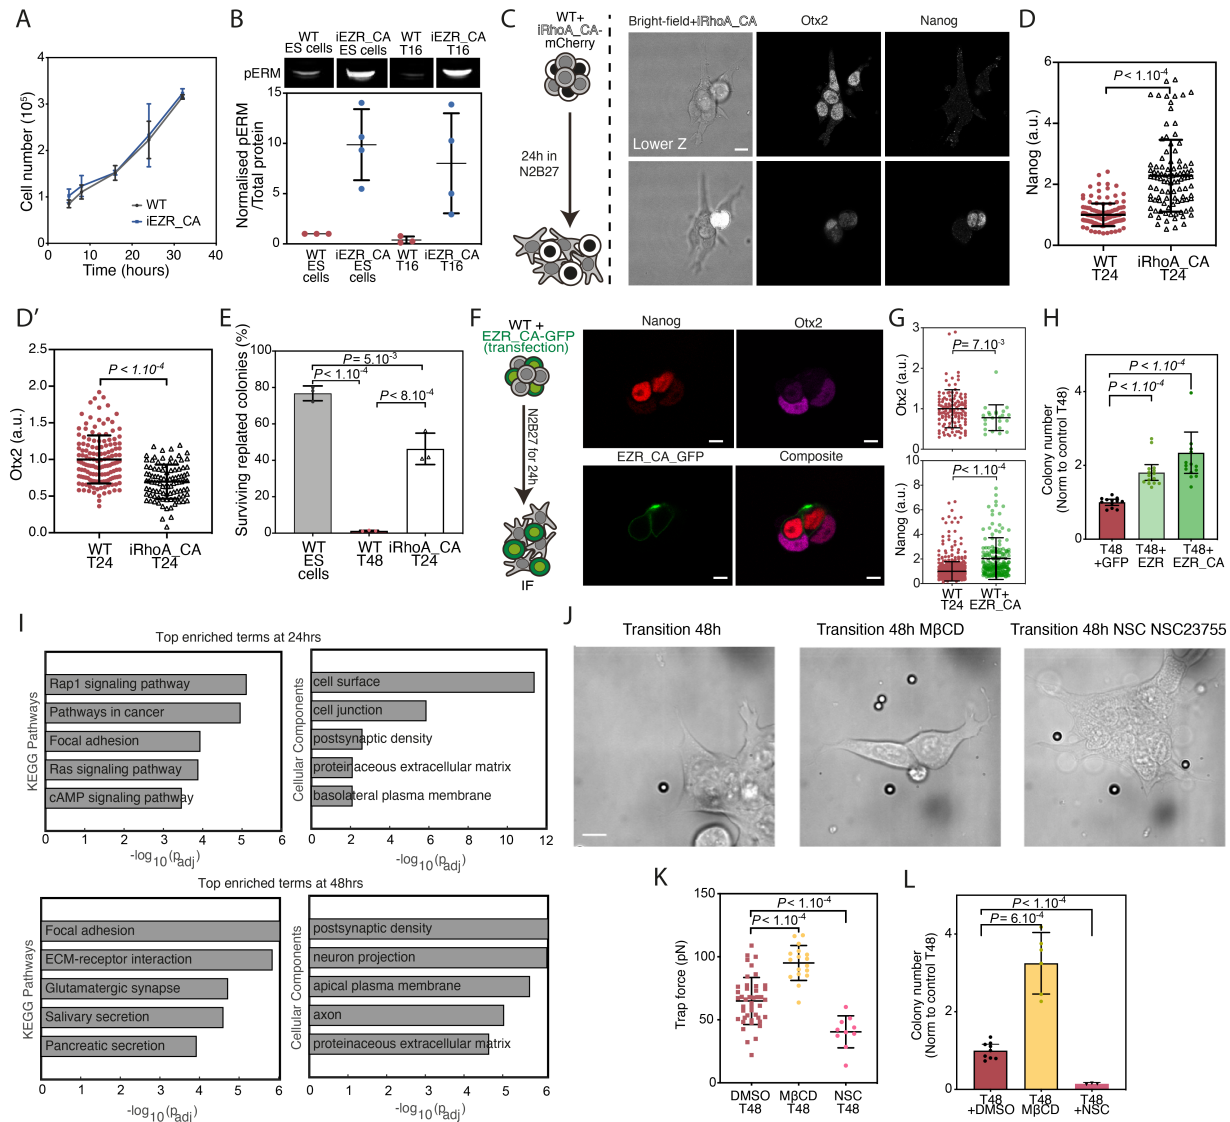 A
Cell number (10⁵)
4
3
2
1
0
WT
iEZR_CA
0 10 20 30 40
Time (hours)
B
WT ES cells
iEZR_CA ES cells
WT T16
iEZR_CA T16
pERM
Normalised pERM /Total protein
15
10
5
0
WT ES cells
iEZR_CA ES cells
WT T16
iEZR_CA T16
C
WT+
iRhoA_CA-
mCherry
24h in
N2B27
Bright-field+iRhoA_CA
Otx2
Nanog
Lower Z
D
P < 1.10⁻⁴
Nanog (a.u.)
6
4
2
0
WT T24
iRhoA_CA T24
D’
P < 1.10⁻⁴
Otx2 (a.u.)
2.5
2.0
1.5
1.0
0.5
0.0
WT T24
iRhoA_CA T24
E
Surviving replated colonies (%)
100
80
60
40
20
0
P = 5.10⁻³
P < 1.10⁻⁴
P < 8.10⁻⁴
WT ES cells
WT T48
iRhoA_CA T24
F
WT +
EZR_CA-GFP
(transfection)
N2B27 for 24h
IF
Nanog
Otx2
EZR_CA_GFP
Composite
G
Otx2 (a.u.)
3
2
1
0
P = 7.10⁻³
Nanog (a.u.)
10
8
6
4
2
0
P < 1.10⁻⁴
WT T24
WT+ EZR_CA
H
Colony number
(Norm to control T48)
4
2
0
P < 1.10⁻⁴
P < 1.10⁻⁴
T48 +GFP
T48+ EZR
T48+ EZR_CA
I
Top enriched terms at 24hrs
KEGG Pathways
Rap1 signaling pathway
Pathways in cancer
Focal adhesion
Ras signaling pathway
cAMP signaling pathway
0 1 2 3 4 5 6
-log₁₀(p_adj)
Cellular Components
cell surface
cell junction
postsynaptic density
proteinaceous extracellular matrix
basolateral plasma membrane
0 2 4 6 8 10 12
-log₁₀(p_adj)
Top enriched terms at 48hrs
KEGG Pathways
Focal adhesion
ECM-receptor interaction
Glutamatergic synapse
Salivary secretion
Pancreatic secretion
0 1 2 3 4 5 6
-log₁₀(p_adj)
Cellular Components
postsynaptic density
neuron projection
apical plasma membrane
axon
proteinaceous extracellular matrix
0 1 2 3 4 5 6
-log₁₀(p_adj)
J
Transition 48h
Transition 48h MβCD
Transition 48h NSC NSC23755
K
Trap force (pN)
150
100
50
0
P < 1.10⁻⁴
P < 1.10⁻⁴
DMSO T48
MβCD T48
NSC T48
L
Colony number
(Norm to control T48)
4
3
2
1
0
P < 1.10⁻⁴
P = 6.10⁻⁴
T48 +DMSO
T48 MβCD
T48 +NSC